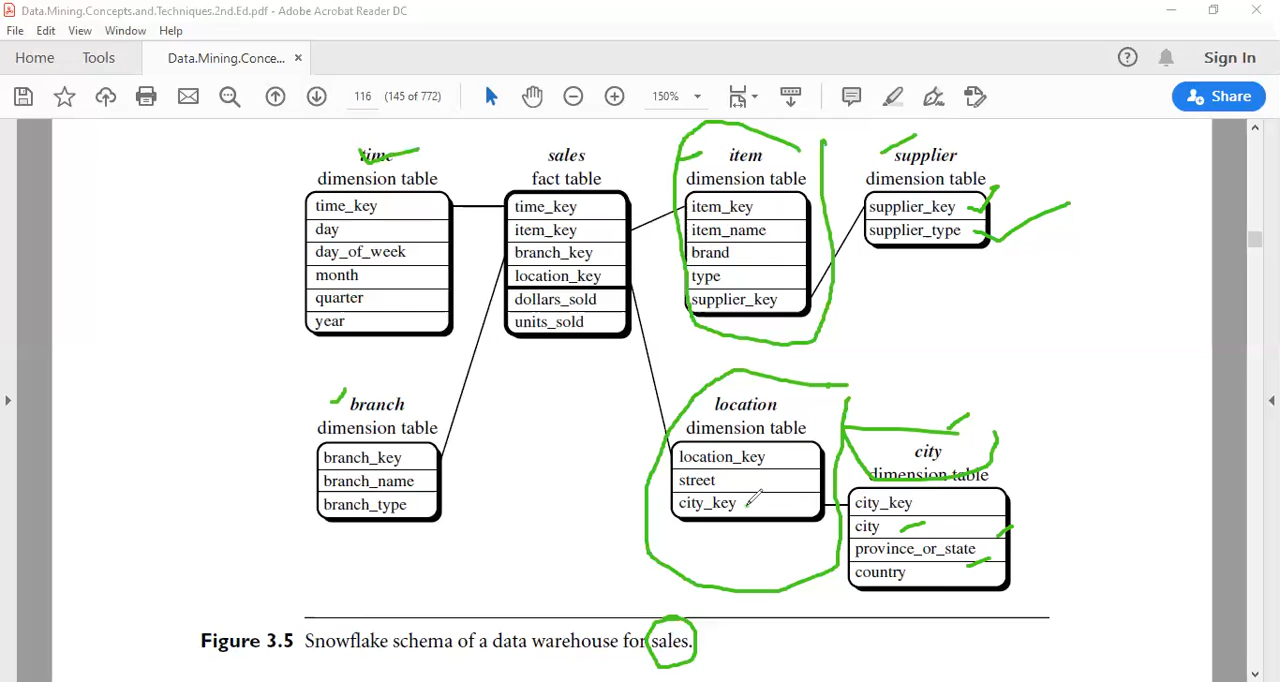 Data.Mining.Concepts.and.Techniques.2nd.Ed.pdf - Adobe Acrobat Reader DC
File Edit View Window Help
Home Tools Data.Mining.Conce... × Sign In
116 (145 of 772) 150% Share
time
dimension table
time_key
day
day_of_week
month
quarter
year
sales
fact table
time_key
item_key
branch_key
location_key
dollars_sold
units_sold
item
dimension table
item_key
item_name
brand
type
supplier_key
supplier
dimension table
supplier_key
supplier_type
branch
dimension table
branch_key
branch_name
branch_type
location
dimension table
location_key
street
city_key
city
dimension table
city_key
city
province_or_state
country
Figure 3.5 Snowflake schema of a data warehouse for sales.